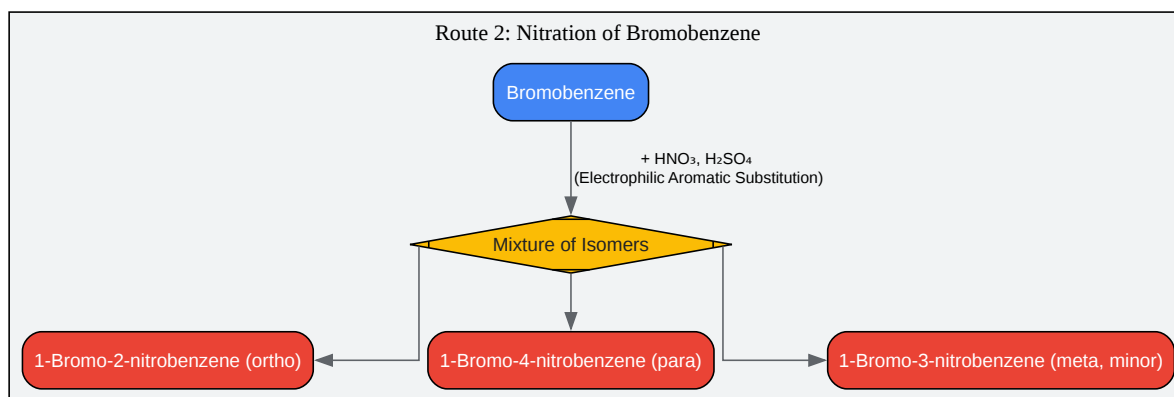 Route 2: Nitration of Bromobenzene
Bromobenzene
+ HNO₃, H₂SO₄
(Electrophilic Aromatic Substitution)
Mixture of Isomers
1-Bromo-2-nitrobenzene (ortho)
1-Bromo-4-nitrobenzene (para)
1-Bromo-3-nitrobenzene (meta, minor)